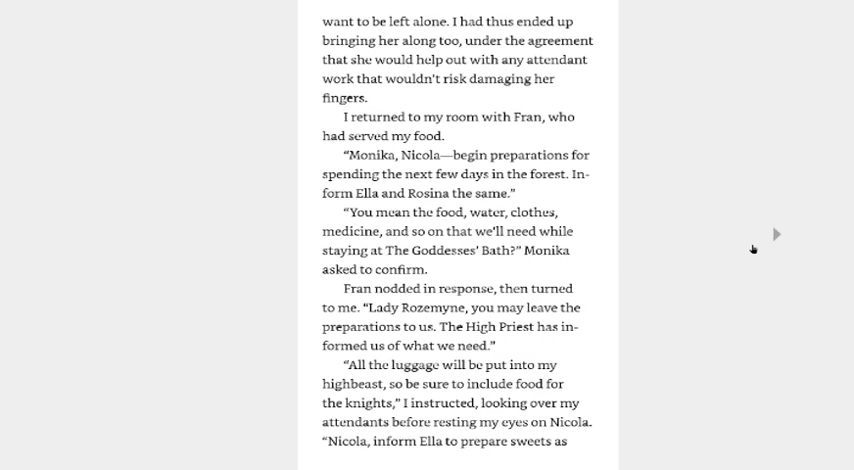 want to be left alone. I had thus ended up
bringing her along too, under the agreement
that she would help out with any attendant
work that wouldn't risk damaging her
fingers.
I returned to my room with Fran, who
had served my food.
“Monika, Nicola—begin preparations for
spending the next few days in the forest. In-
form Ella and Rosina the same.”
“You mean the food, water, clothes,
medicine, and so on that we'll need while
staying at The Goddesses' Bath?” Monika
asked to confirm.
Fran nodded in response, then turned
to me. “Lady Rozemyne, you may leave the
preparations to us. The High Priest has in-
formed us of what we need.”
“All the luggage will be put into my
highbeast, so be sure to include food for
the knights,” I instructed, looking over my
attendants before resting my eyes on Nicola.
“Nicola, inform Ella to prepare sweets as